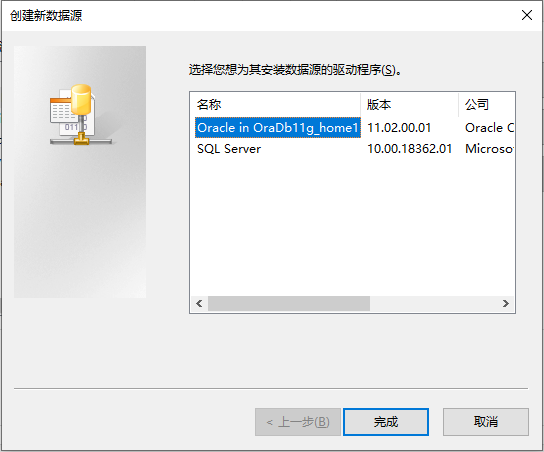 创建新数据源
选择您想为其安装数据源的驱动程序(S)。
名称 版本 公司
Oracle in OraDb11g_home1 11.02.00.01 Oracle C
SQL Server 10.00.18362.01 Microso
< 上一步(B) 完成 取消